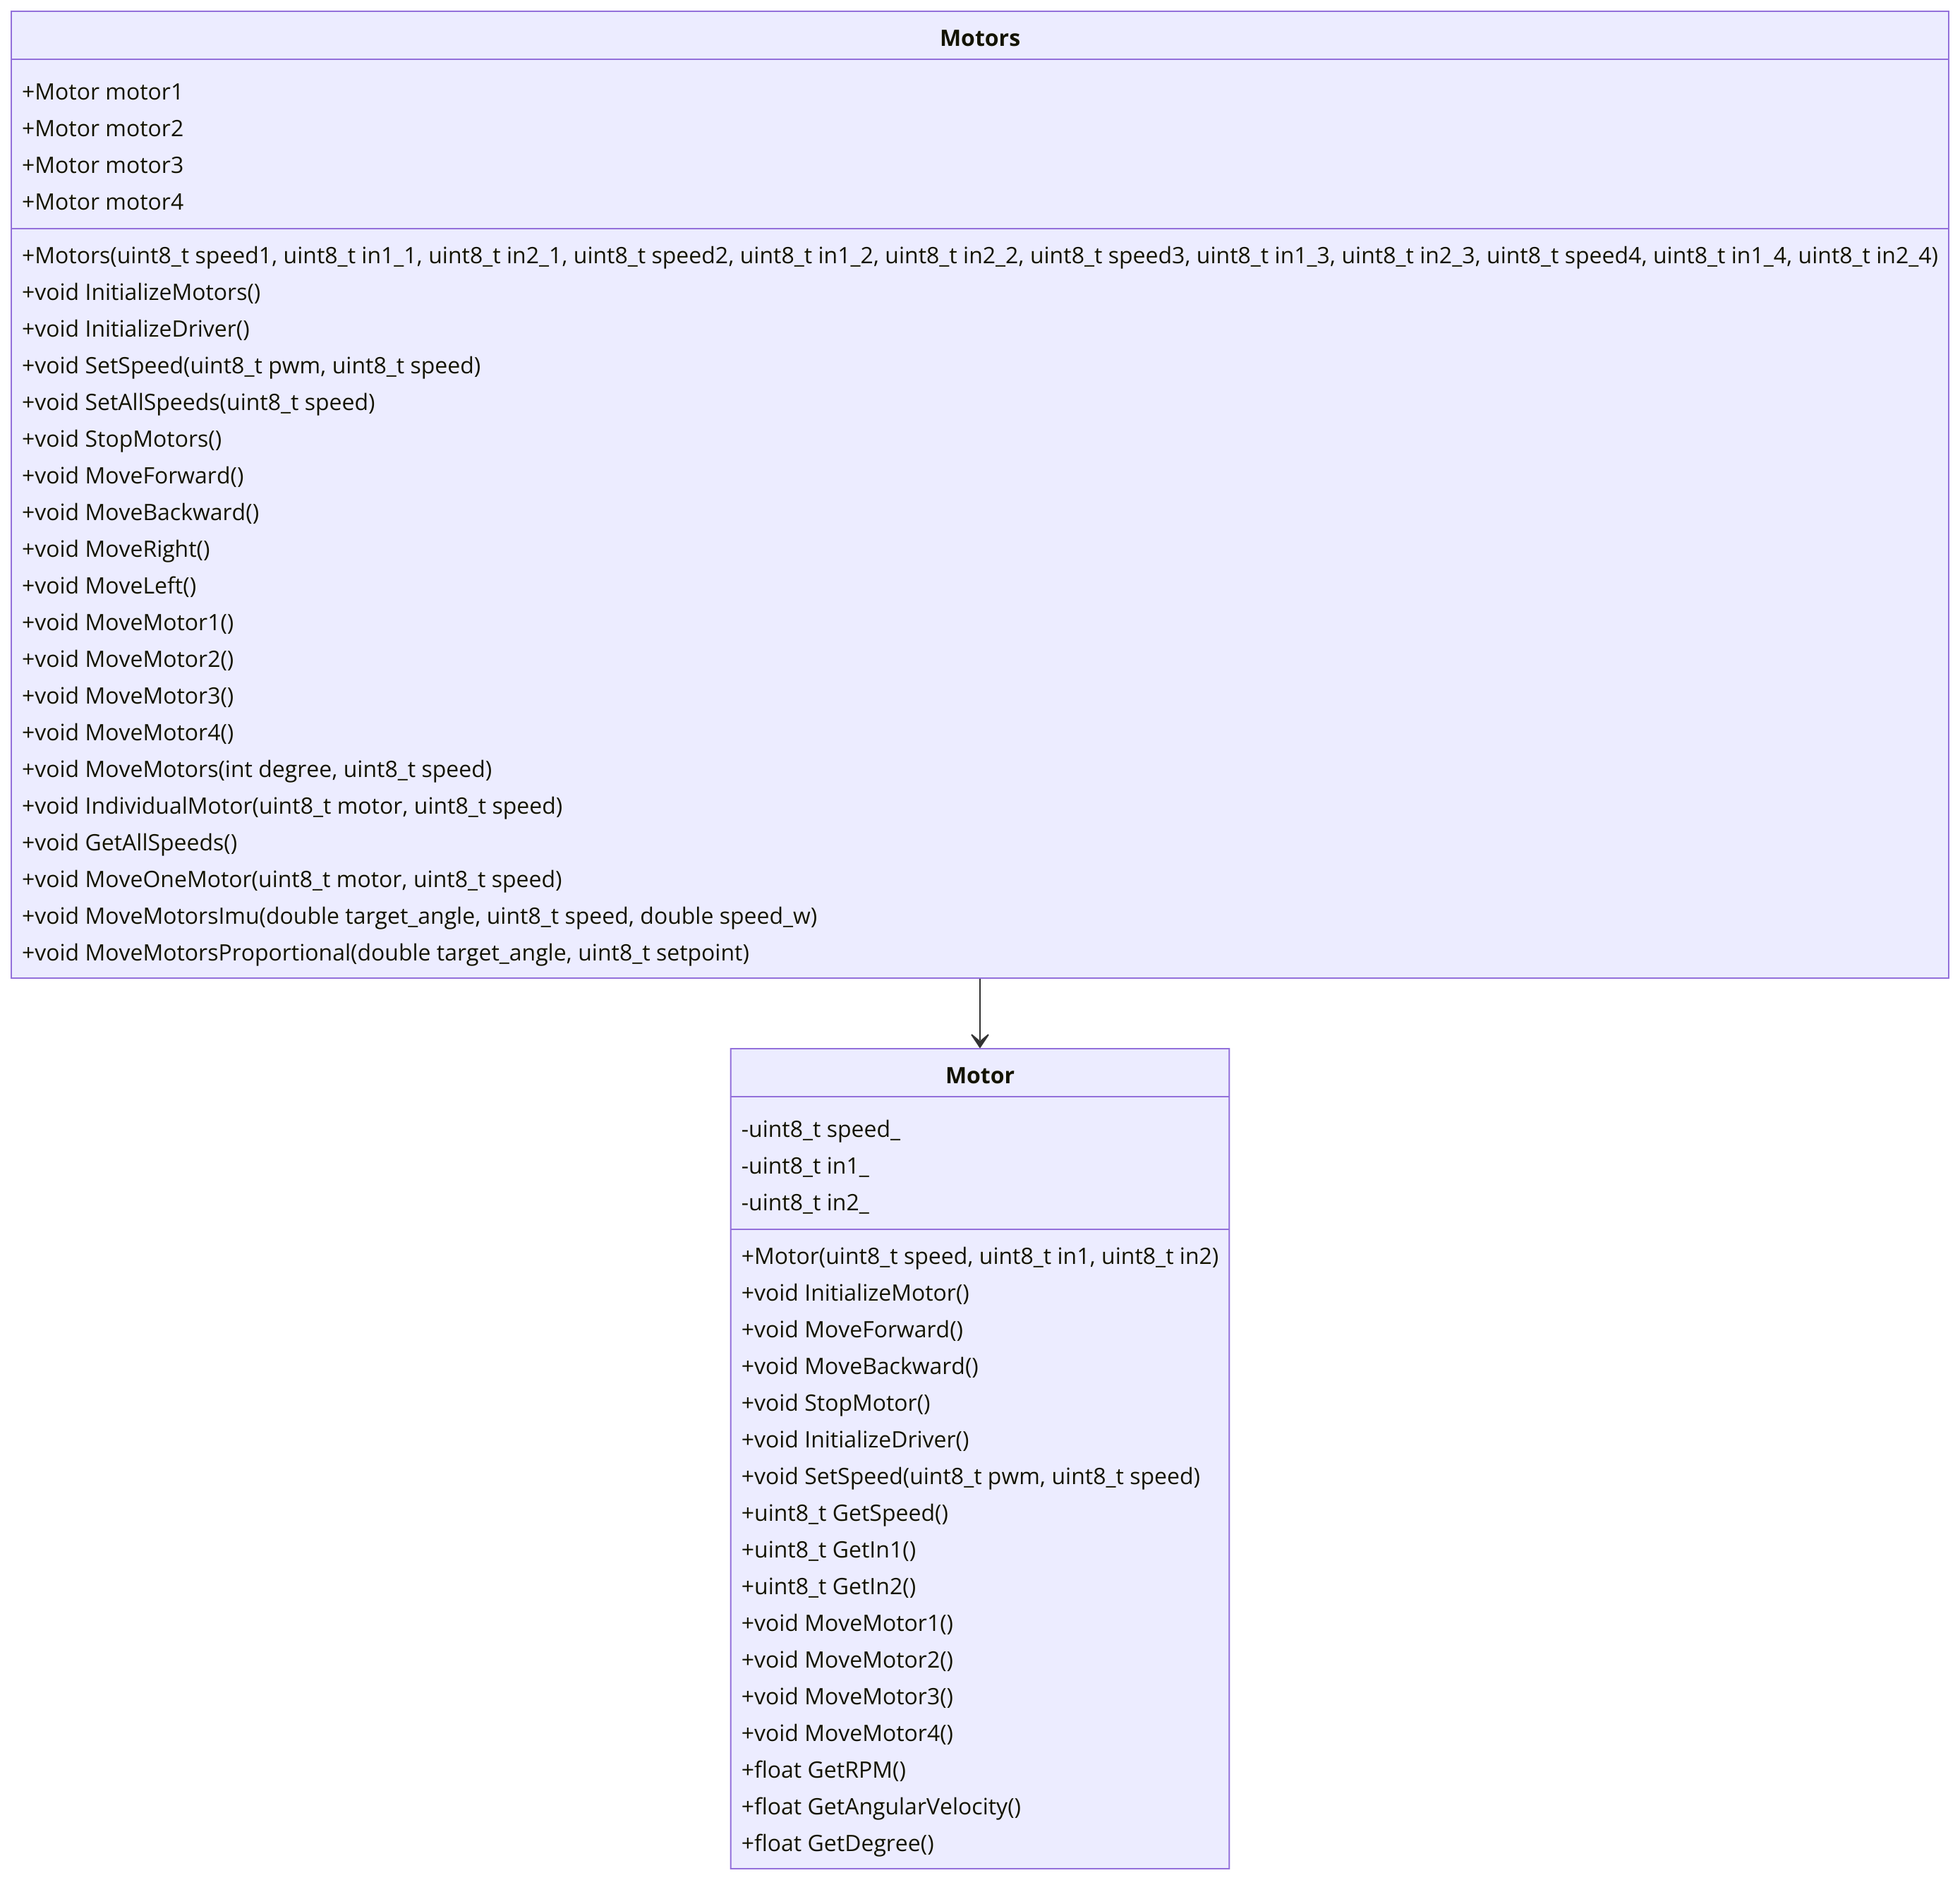 Motors
+Motor motor1
+Motor motor2
+Motor motor3
+Motor motor4
+Motors(uint8_t speed1, uint8_t in1_1, uint8_t in2_1, uint8_t speed2, uint8_t in1_2, uint8_t in2_2, uint8_t speed3, uint8_t in1_3, uint8_t in2_3, uint8_t speed4, uint8_t in1_4, uint8_t in2_4)
+void InitializeMotors()
+void InitializeDriver()
+void SetSpeed(uint8_t pwm, uint8_t speed)
+void SetAllSpeeds(uint8_t speed)
+void StopMotors()
+void MoveForward()
+void MoveBackward()
+void MoveRight()
+void MoveLeft()
+void MoveMotor1()
+void MoveMotor2()
+void MoveMotor3()
+void MoveMotor4()
+void MoveMotors(int degree, uint8_t speed)
+void IndividualMotor(uint8_t motor, uint8_t speed)
+void GetAllSpeeds()
+void MoveOneMotor(uint8_t motor, uint8_t speed)
+void MoveMotorsImu(double target_angle, uint8_t speed, double speed_w)
+void MoveMotorsProportional(double target_angle, uint8_t setpoint)
Motor
-uint8_t speed_
-uint8_t in1_
-uint8_t in2_
+Motor(uint8_t speed, uint8_t in1, uint8_t in2)
+void InitializeMotor()
+void MoveForward()
+void MoveBackward()
+void StopMotor()
+void InitializeDriver()
+void SetSpeed(uint8_t pwm, uint8_t speed)
+uint8_t GetSpeed()
+uint8_t GetIn1()
+uint8_t GetIn2()
+void MoveMotor1()
+void MoveMotor2()
+void MoveMotor3()
+void MoveMotor4()
+float GetRPM()
+float GetAngularVelocity()
+float GetDegree()